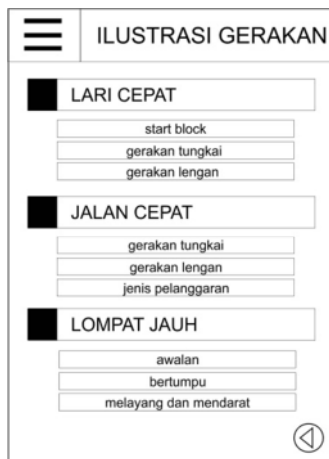 ILUSTRASI GERAKAN
LARI CEPAT
start block
gerakan tungkai
gerakan lengan
JALAN CEPAT
gerakan tungkai
gerakan lengan
jenis pelanggaran
LOMPAT JAUH
awalan
bertumpu
melayang dan mendarat